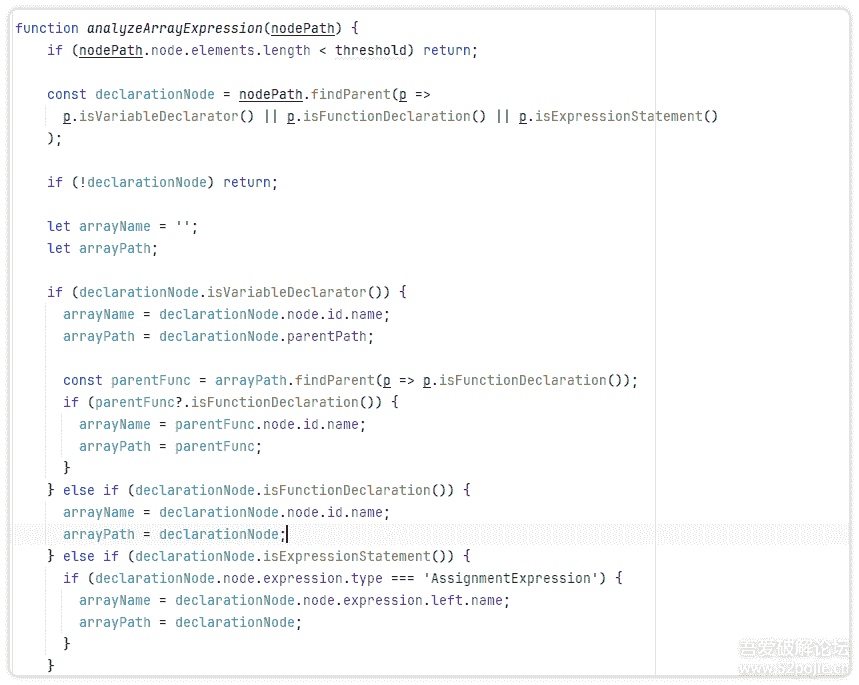 function analyzeArrayExpression(nodePath) {
    if (nodePath.node.elements.length < threshold) return;

    const declarationNode = nodePath.findParent(p =>
      p.isVariableDeclarator() || p.isFunctionDeclaration() || p.isExpressionStatement()
    );

    if (!declarationNode) return;

    let arrayName = '';
    let arrayPath;

    if (declarationNode.isVariableDeclarator()) {
      arrayName = declarationNode.node.id.name;
      arrayPath = declarationNode.parentPath;

      const parentFunc = arrayPath.findParent(p => p.isFunctionDeclaration());
      if (parentFunc?.isFunctionDeclaration()) {
        arrayName = parentFunc.node.id.name;
        arrayPath = parentFunc;
      }
    } else if (declarationNode.isFunctionDeclaration()) {
      arrayName = declarationNode.node.id.name;
      arrayPath = declarationNode;
    } else if (declarationNode.isExpressionStatement()) {
      if (declarationNode.node.expression.type === 'AssignmentExpression') {
        arrayName = declarationNode.node.expression.left.name;
        arrayPath = declarationNode;
      }
    }
吾爱破解论坛
www.52pojie.cn